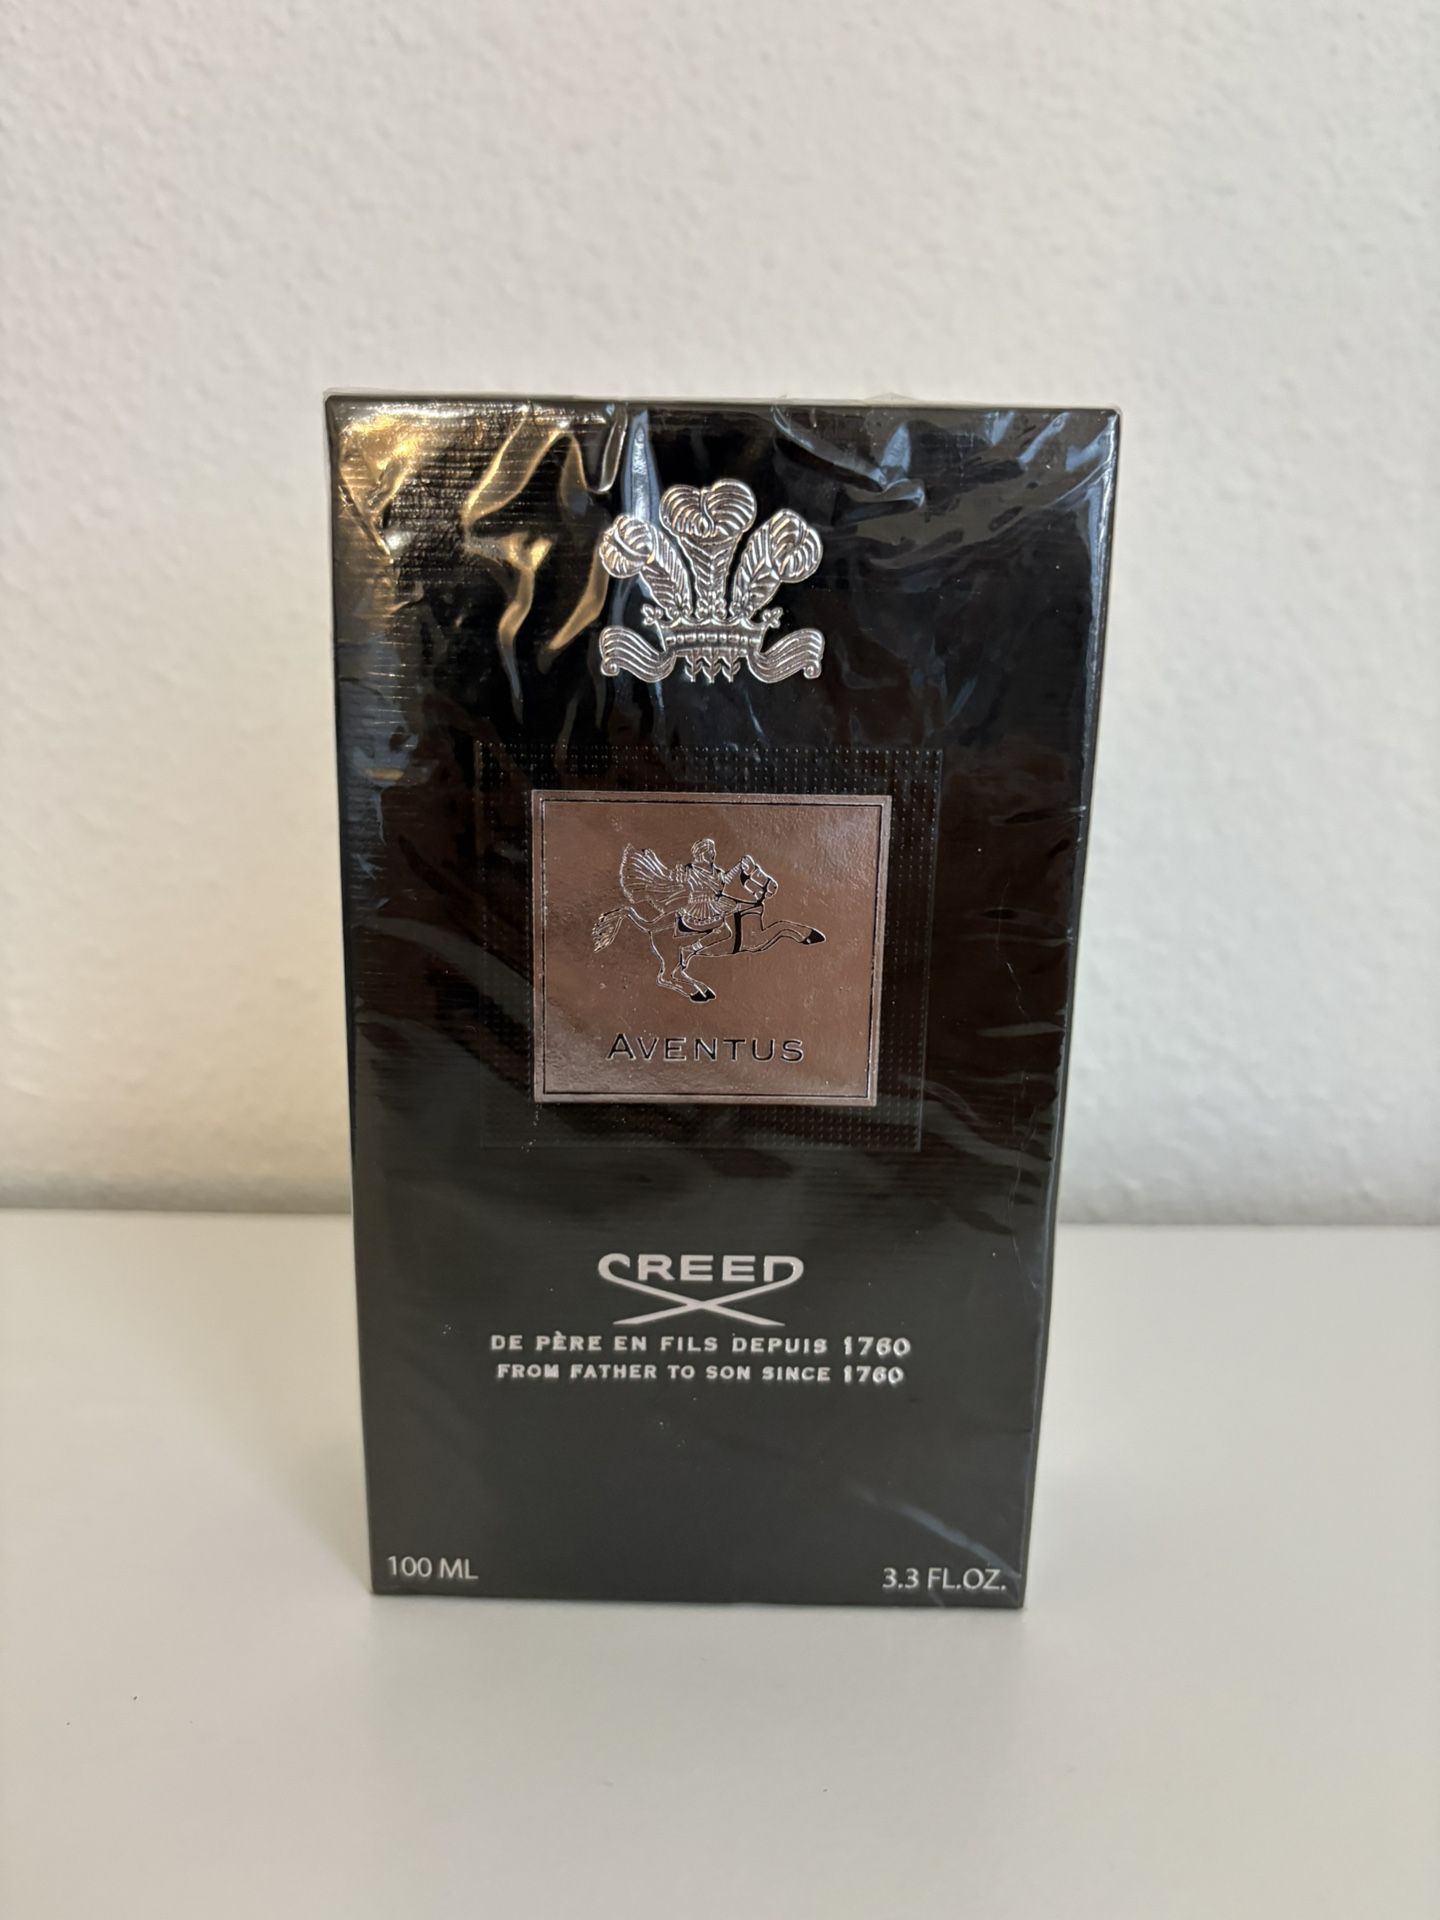 AVENTUS
CREED
DE PÈRE EN FILS DEPUIS 1760
FROM FATHER TO SON SINCE 1760
100 ML
3.3 FL.OZ.